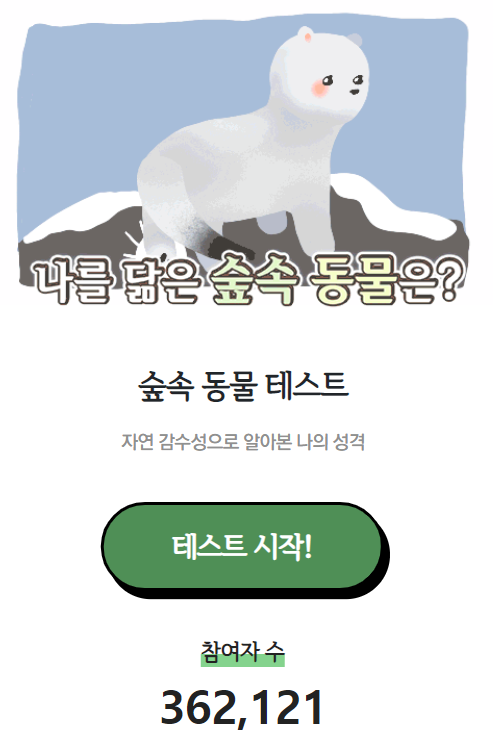 나를 닮은 숲속 동물은?
숲속 동물 테스트
자연 감수성으로 알아본 나의 성격
테스트 시작!
참여자 수
362,121